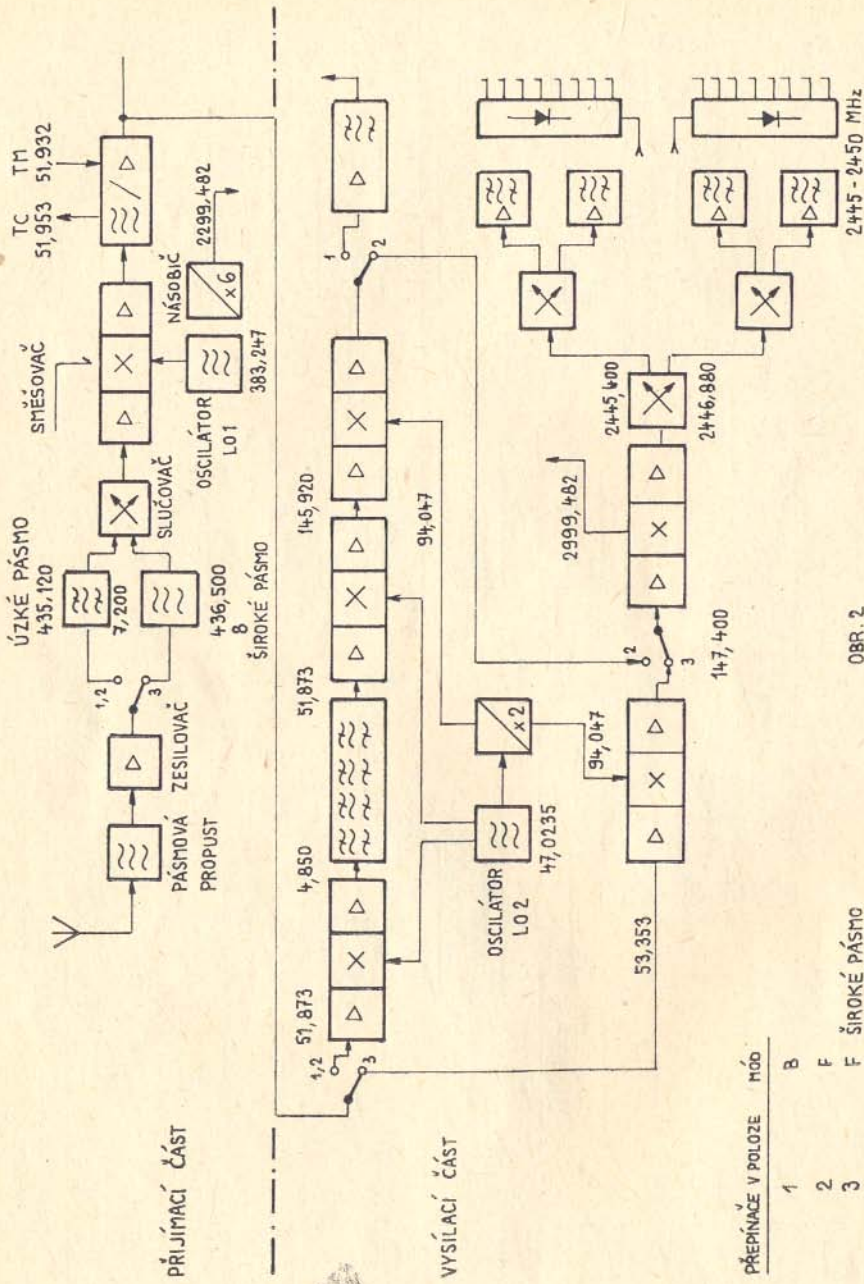 PŘIJÍMACÍ ČÁST
PÁSMOVÁ
PROPUST
ZESILOVAČ
1,2
3
ÚZKÉ PÁSMO
435,120
7,200
436,500
8
ŠIROKÉ PÁSMO
SLUČOVAČ
SMĚŠOVAČ
OSCILÁTOR
LO1
383,247
NÁSOBIČ
x6
2299,482
TC
51,953
TM
51,932
VYSÍLACÍ ČÁST
1,2
3
51,873
4,850
51,873
145,920
1
2
OSCILÁTOR
LO2
47,0235
x2
94,047
94,047
53,353
2
3
147,400
2999,482
2445,400
2446,880
2445-2450 MHz
PŘEPÍNAČE V POLOZE MÓD
1 B
2 F
3 F ŠIROKÉ PÁSMO
OBR. 2